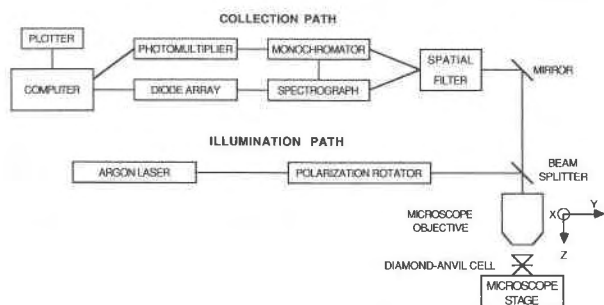 COLLECTION PATH
PLOTTER
PHOTOMULTIPLIER
MONOCHROMATOR
SPATIAL
FILTER
MIRROR
COMPUTER
DIODE ARRAY
SPECTROGRAPH
ILLUMINATION PATH
ARGON LASER
POLARIZATION ROTATOR
BEAM
SPLITTER
MICROSCOPE
OBJECTIVE
X
Y
Z
DIAMOND-ANVIL CELL
MICROSCOPE
STAGE